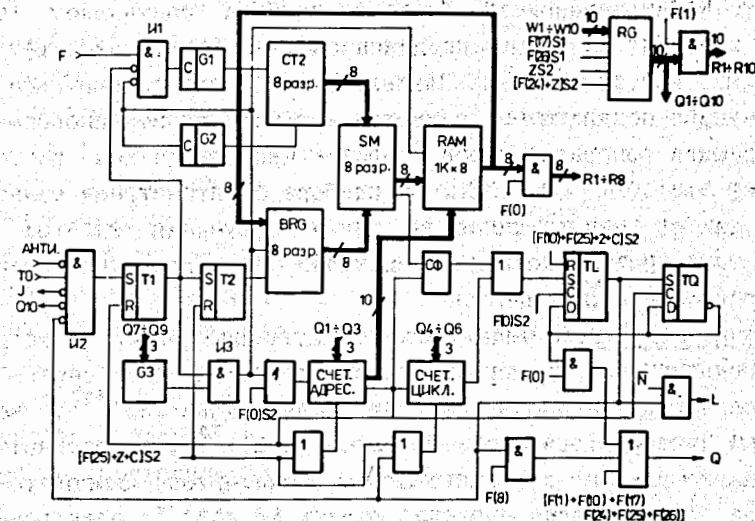 И1
F
&
C
G1
C
G2
CT2
8 разр.
8
SM
8 разр.
8
RAM
1К×8
8
&
8
R1÷R8
F(0)
8
BRG
8 разр.
8
10
W1÷W10
10
F(17)S1
F(26)S1
ZS2
[F(24)+Z]S2
RG
F(1)
10
&
10
R1÷R10
Q1÷Q10
АНТИ.
T0
J
Q10
&
И2
S
T1
R
S
T2
R
Q7÷Q9
3
G3
И3
&
1
F(0)S2
Q1÷Q3
3
СЧЕТ.
АДРЕС.
Q4÷Q6
3
СЧЕТ.
ЦИКЛ.
СФ
1
[F(10)+F(25)+Z+C]S2
R
S
C
D
TL
F(0)S2
S
C
D
TQ
&
F(0)
N
&
L
[F(25)+Z+C]S2
1
1
&
F(8)
1
Q
[F(1)+F(10)+F(17)
F(24)+F(25)+F(26)]